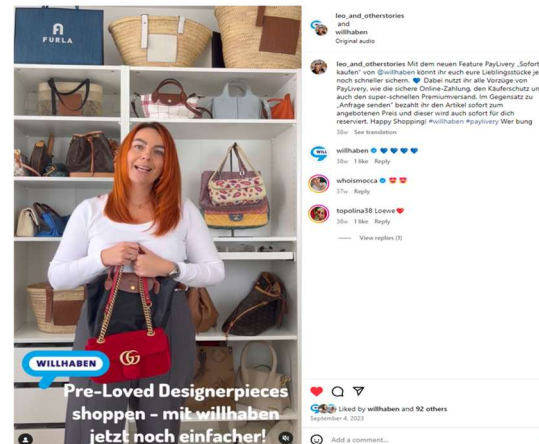 FURLA
WILLHABEN
Pre-Loved Designerpieces
shoppen – mit willhaben
jetzt noch einfacher!
leo_and_otherstories
and
willhaben
Original audio
leo_and_otherstories Mit dem neuen Feature PayLivery „Sofort
kaufen" von @willhaben könnt ihr euch eure Lieblingsstücke je
noch schneller sichern. 💙 Dabei nutzt ihr alle Vorzüge von
PayLivery, wie die sichere Online-Zahlung, den Käuferschutz un
auch den super-schnellen Premiumversand. Im Gegensatz zu
„Anfrage senden" bezahlt ihr den Artikel sofort zum
angebotenen Preis und dieser wird auch sofort für dich
reserviert. Happy Shopping! #willhaben #paylivery Wer bung
38w See translation
willhaben 💙 💙 💙 💙
38w 1 like Reply
whoismocca 😍 😍
37w Reply
topolina38 Loewe❤️
38w 1 like Reply
View replies (1)
Liked by willhaben and 92 others
September 4, 2023
Add a comment...